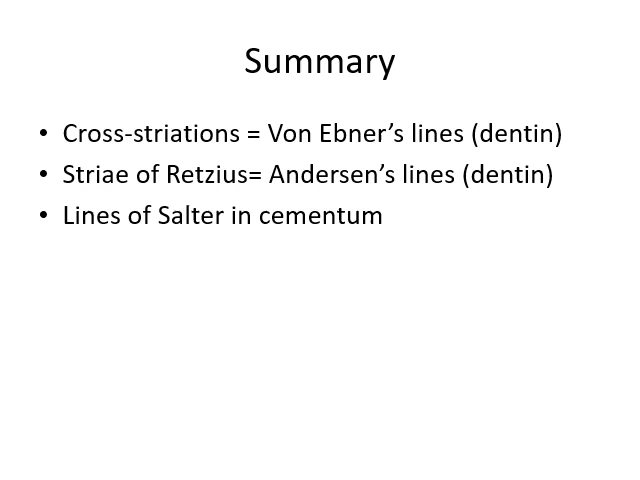 Summary
• Cross-striations = Von Ebner’s lines (dentin)
• Striae of Retzius= Andersen’s lines (dentin)
• Lines of Salter in cementum